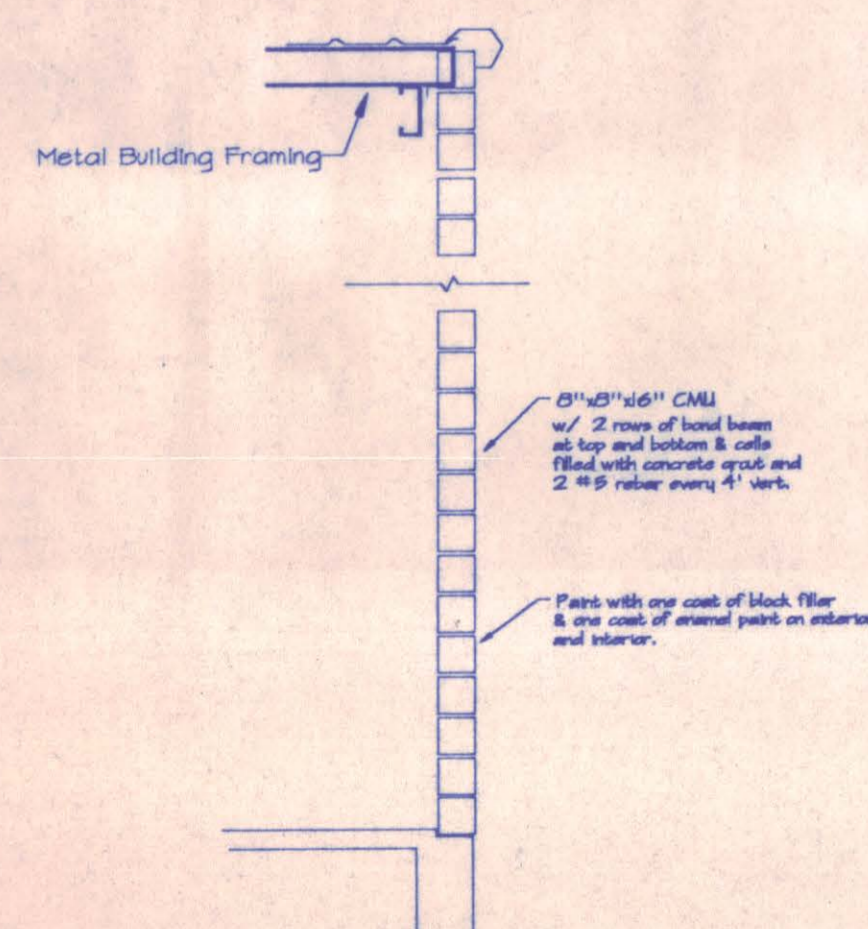 Metal Building Framing
8"x8"x16" CMU
w/ 2 rows of bond beam
at top and bottom & cells
filled with concrete grout and
2 #5 rebar every 4' vert.
Paint with one coat of block filler
& one coat of enamel paint on exterior
and interior.